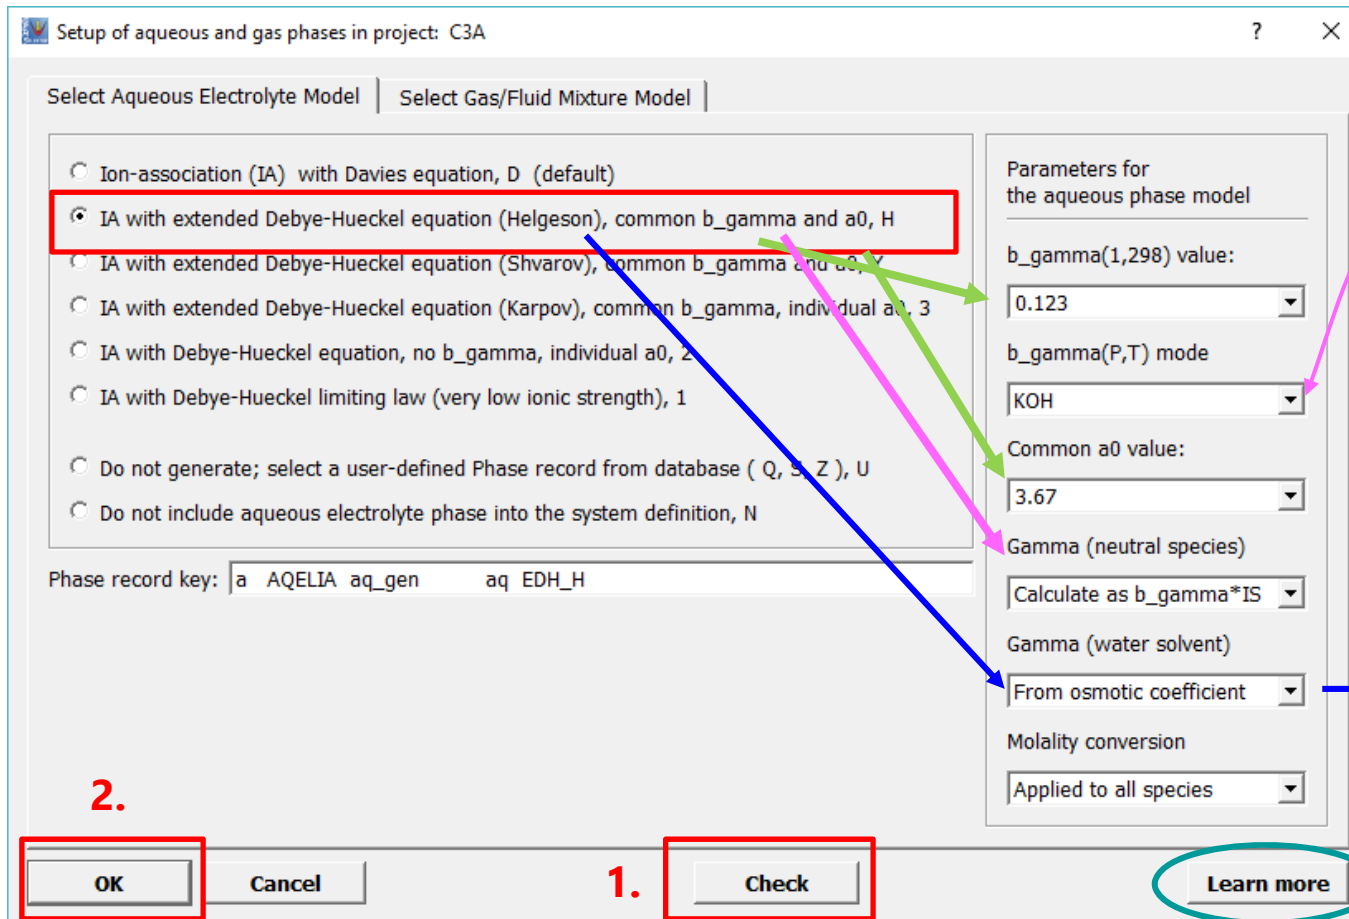 Setup of aqueous and gas phases in project: C3A
?
Select Aqueous Electrolyte Model
Select Gas/Fluid Mixture Model
Ion-association (IA) with Davies equation, D (default)
IA with extended Debye-Hueckel equation (Helgeson), common b_gamma and a0, H
IA with extended Debye-Hueckel equation (Shvarov), common b_gamma and a0, Y
IA with extended Debye-Hueckel equation (Karpov), common b_gamma, individual a0, 3
IA with Debye-Hueckel equation, no b_gamma, individual a0, 2
IA with Debye-Hueckel limiting law (very low ionic strength), 1
Do not generate; select a user-defined Phase record from database ( Q, S, Z ), U
Do not include aqueous electrolyte phase into the system definition, N
Phase record key: a AQELIA aq_gen aq EDH_H
Parameters for
the aqueous phase model
b_gamma(1,298) value:
0.123
b_gamma(P,T) mode
KOH
Common a0 value:
3.67
Gamma (neutral species)
Calculate as b_gamma*IS
Gamma (water solvent)
From osmotic coefficient
Molality conversion
Applied to all species
2.
OK
Cancel
1.
Check
Learn more